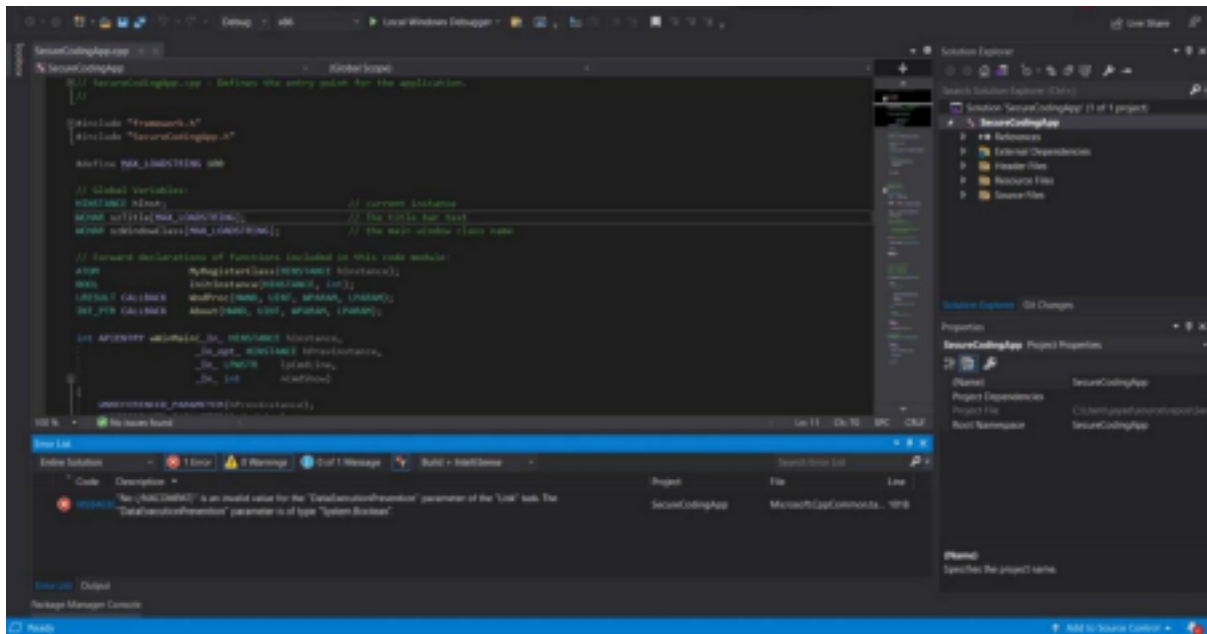 Debug x86 Local Windows Debugger Live Share
SecureCodingApp.cpp
SecureCodingApp (Global Scope)
// SecureCodingApp.cpp : Defines the entry point for the application.
//
#include "framework.h"
#include "SecureCodingApp.h"
#define MAX_LOADSTRING 100
// Global Variables:
HINSTANCE hInst; // current instance
WCHAR szTitle[MAX_LOADSTRING]; // The title bar text
WCHAR szWindowClass[MAX_LOADSTRING]; // the main window class name
// Forward declarations of functions included in this code module:
ATOM MyRegisterClass(HINSTANCE hInstance);
BOOL InitInstance(HINSTANCE, int);
LRESULT CALLBACK WndProc(HWND, UINT, WPARAM, LPARAM);
INT_PTR CALLBACK About(HWND, UINT, WPARAM, LPARAM);
int APIENTRY wWinMain(_In_ HINSTANCE hInstance,
_In_opt_ HINSTANCE hPrevInstance,
_In_ LPWSTR lpCmdLine,
_In_ int nCmdShow)
{
UNREFERENCED_PARAMETER(hPrevInstance);
100 % No issues found Ln: 11 Ch: 70 SPC CRLF
Error List
Entire Solution 1 Error 0 Warnings 0 of 1 Message Build + IntelliSense Search Error List
Code Description Project File Line
"No (/NXCOMPAT)" is an invalid value for the "DataExecutionPrevention" parameter of the "Link" task. The
"DataExecutionPrevention" parameter is of type "System.Boolean". SecureCodingApp Microsoft.CppCommon.ta... 1018
Error List Output
Package Manager Console
Ready Add to Source Control
Solution Explorer
Search Solution Explorer (Ctrl+;)
Solution 'SecureCodingApp' (1 of 1 project)
SecureCodingApp
References
External Dependencies
Header Files
Resource Files
Source Files
Solution Explorer Git Changes
Properties
SecureCodingApp Project Properties
(Name) SecureCodingApp
Project Dependencies
Project File
Root Namespace SecureCodingApp
(Name)
Specifies the project name.